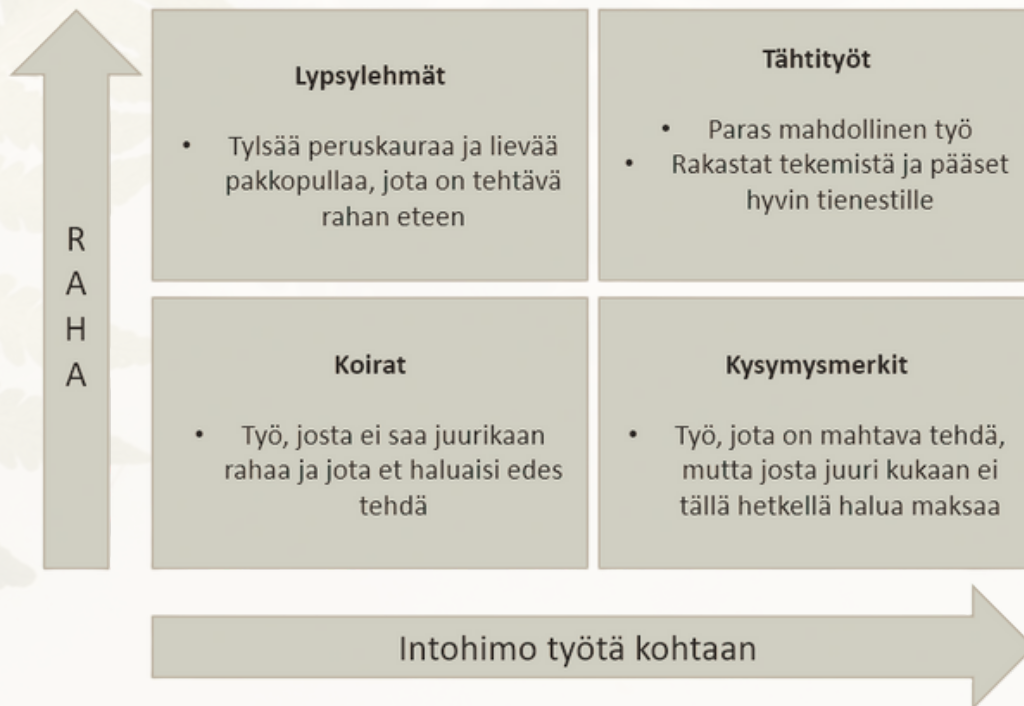 R
A
H
A
Lypsylehmät
• Tylsää peruskauraa ja lievää
pakkopullaa, jota on tehtävä
rahan eteen
Tähtityöt
• Paras mahdollinen työ
• Rakastat tekemistä ja pääset
hyvin tienestille
Koirat
• Työ, josta ei saa juurikaan
rahaa ja jota et haluaisi edes
tehdä
Kysymysmerkit
• Työ, jota on mahtava tehdä,
mutta josta juuri kukaan ei
tällä hetkellä halua maksaa
Intohimo työtä kohtaan